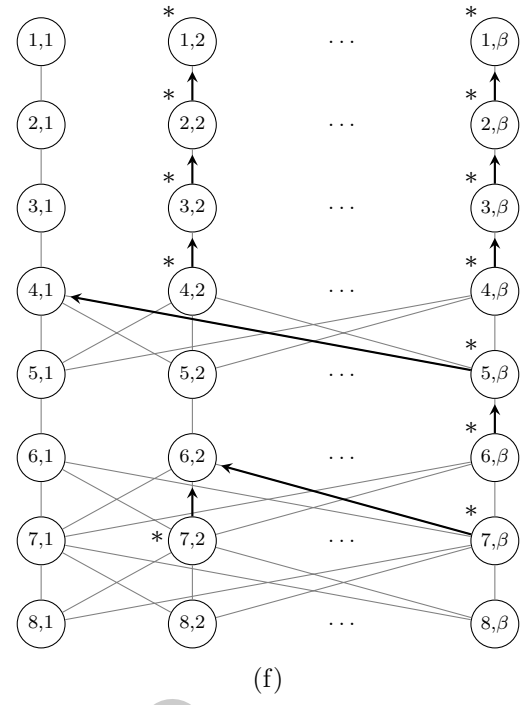 * *
1,1 1,2 ... 1,β
* *
2,1 2,2 ... 2,β
* *
3,1 3,2 ... 3,β
* *
4,1 4,2 ... 4,β
*
5,1 5,2 ... 5,β
*
6,1 6,2 ... 6,β
*
7,1 * 7,2 ... 7,β
8,1 8,2 ... 8,β
(f)